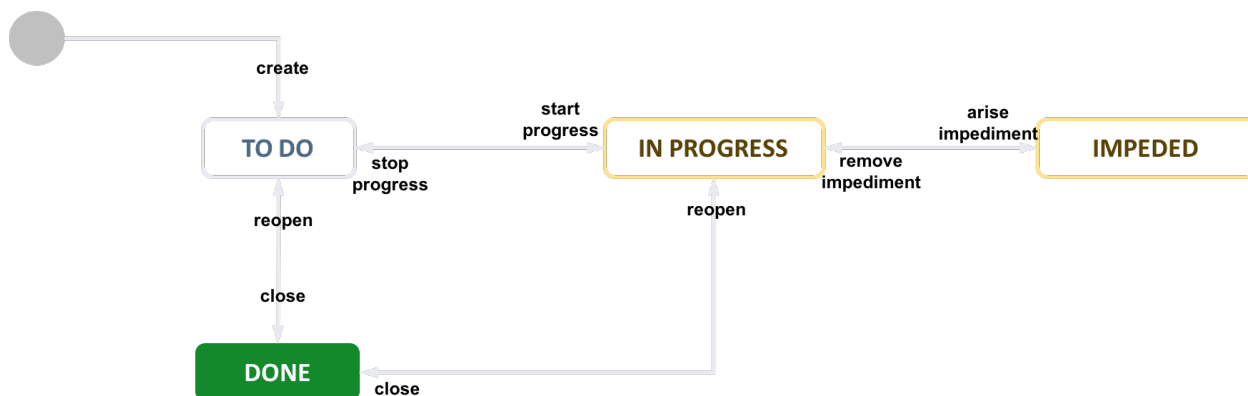 create
start
progress
arise
impediment
TO DO
IN PROGRESS
IMPEDED
stop
progress
remove
impediment
reopen
reopen
close
DONE
close